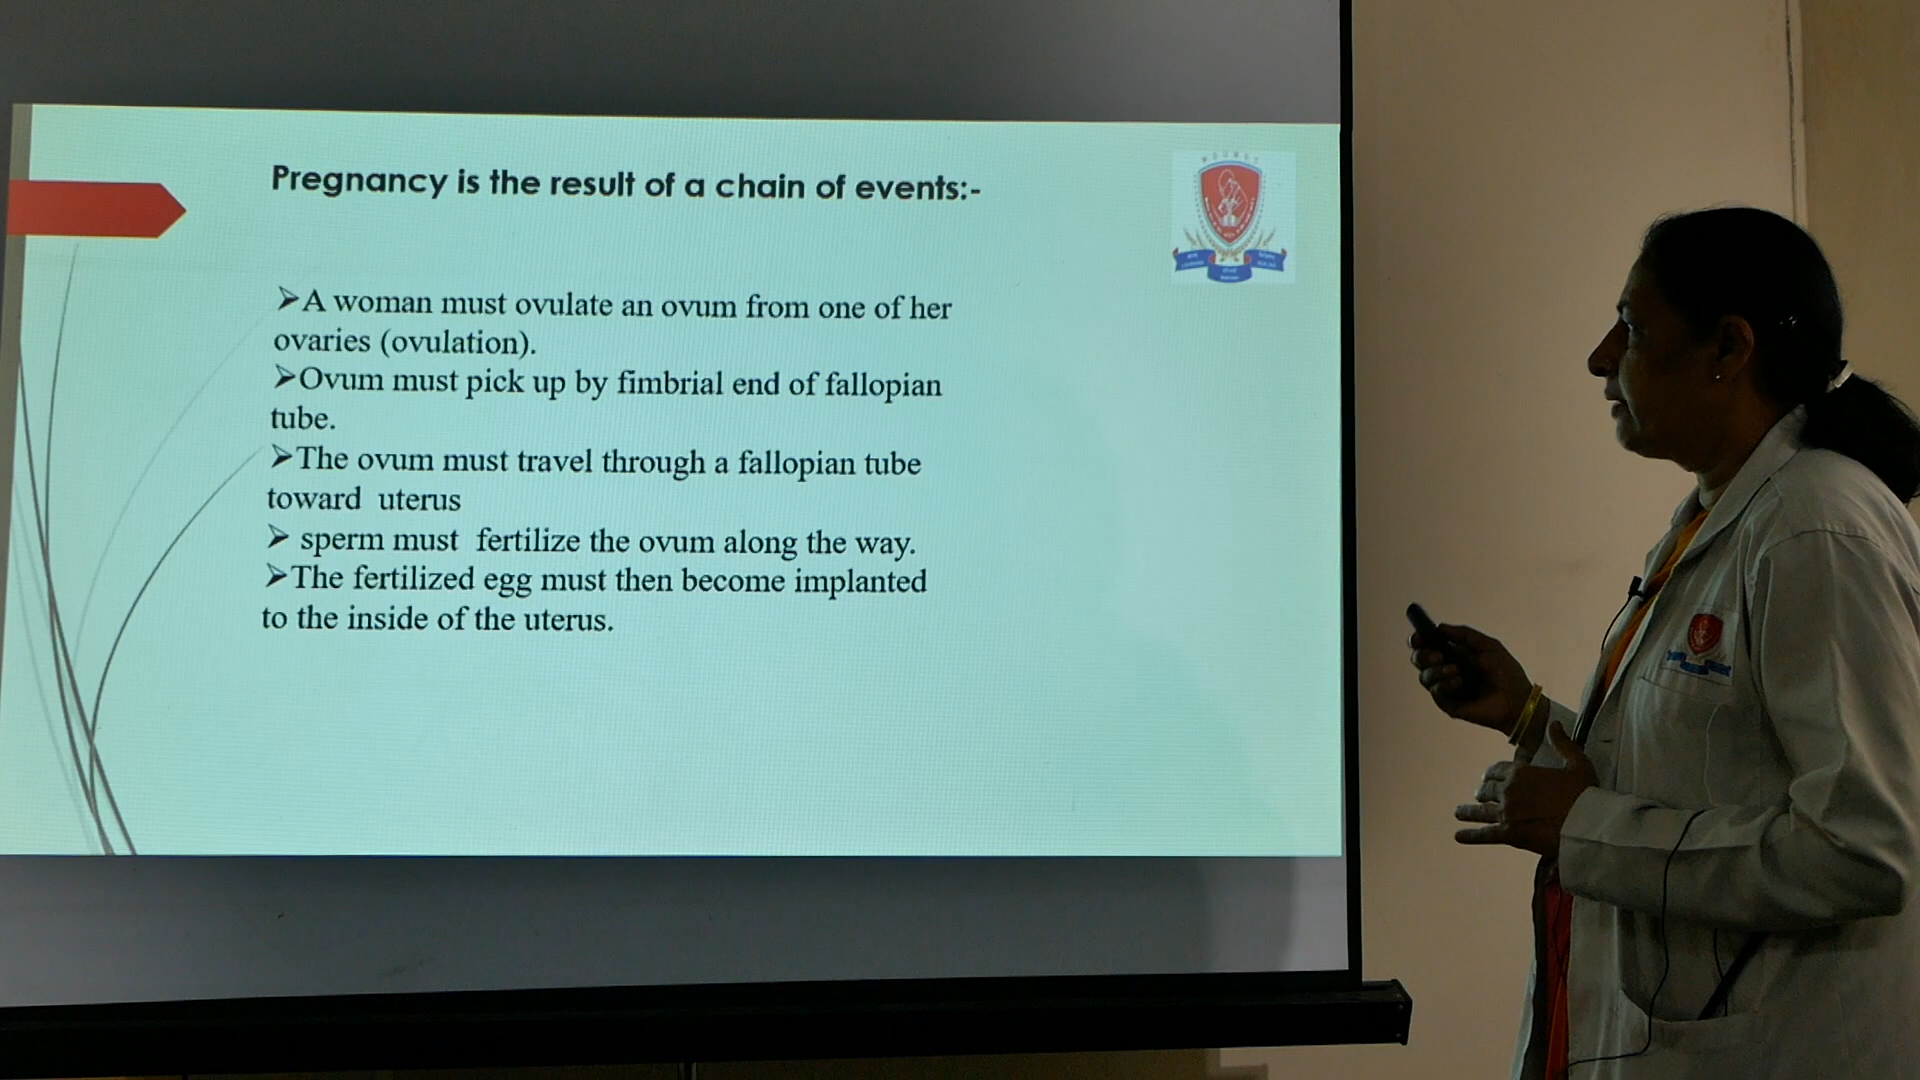 Pregnancy is the result of a chain of events:-
➤A woman must ovulate an ovum from one of her
ovaries (ovulation).
➤Ovum must pick up by fimbrial end of fallopian
tube.
➤The ovum must travel through a fallopian tube
toward uterus
➤ sperm must fertilize the ovum along the way.
➤The fertilized egg must then become implanted
to the inside of the uterus.